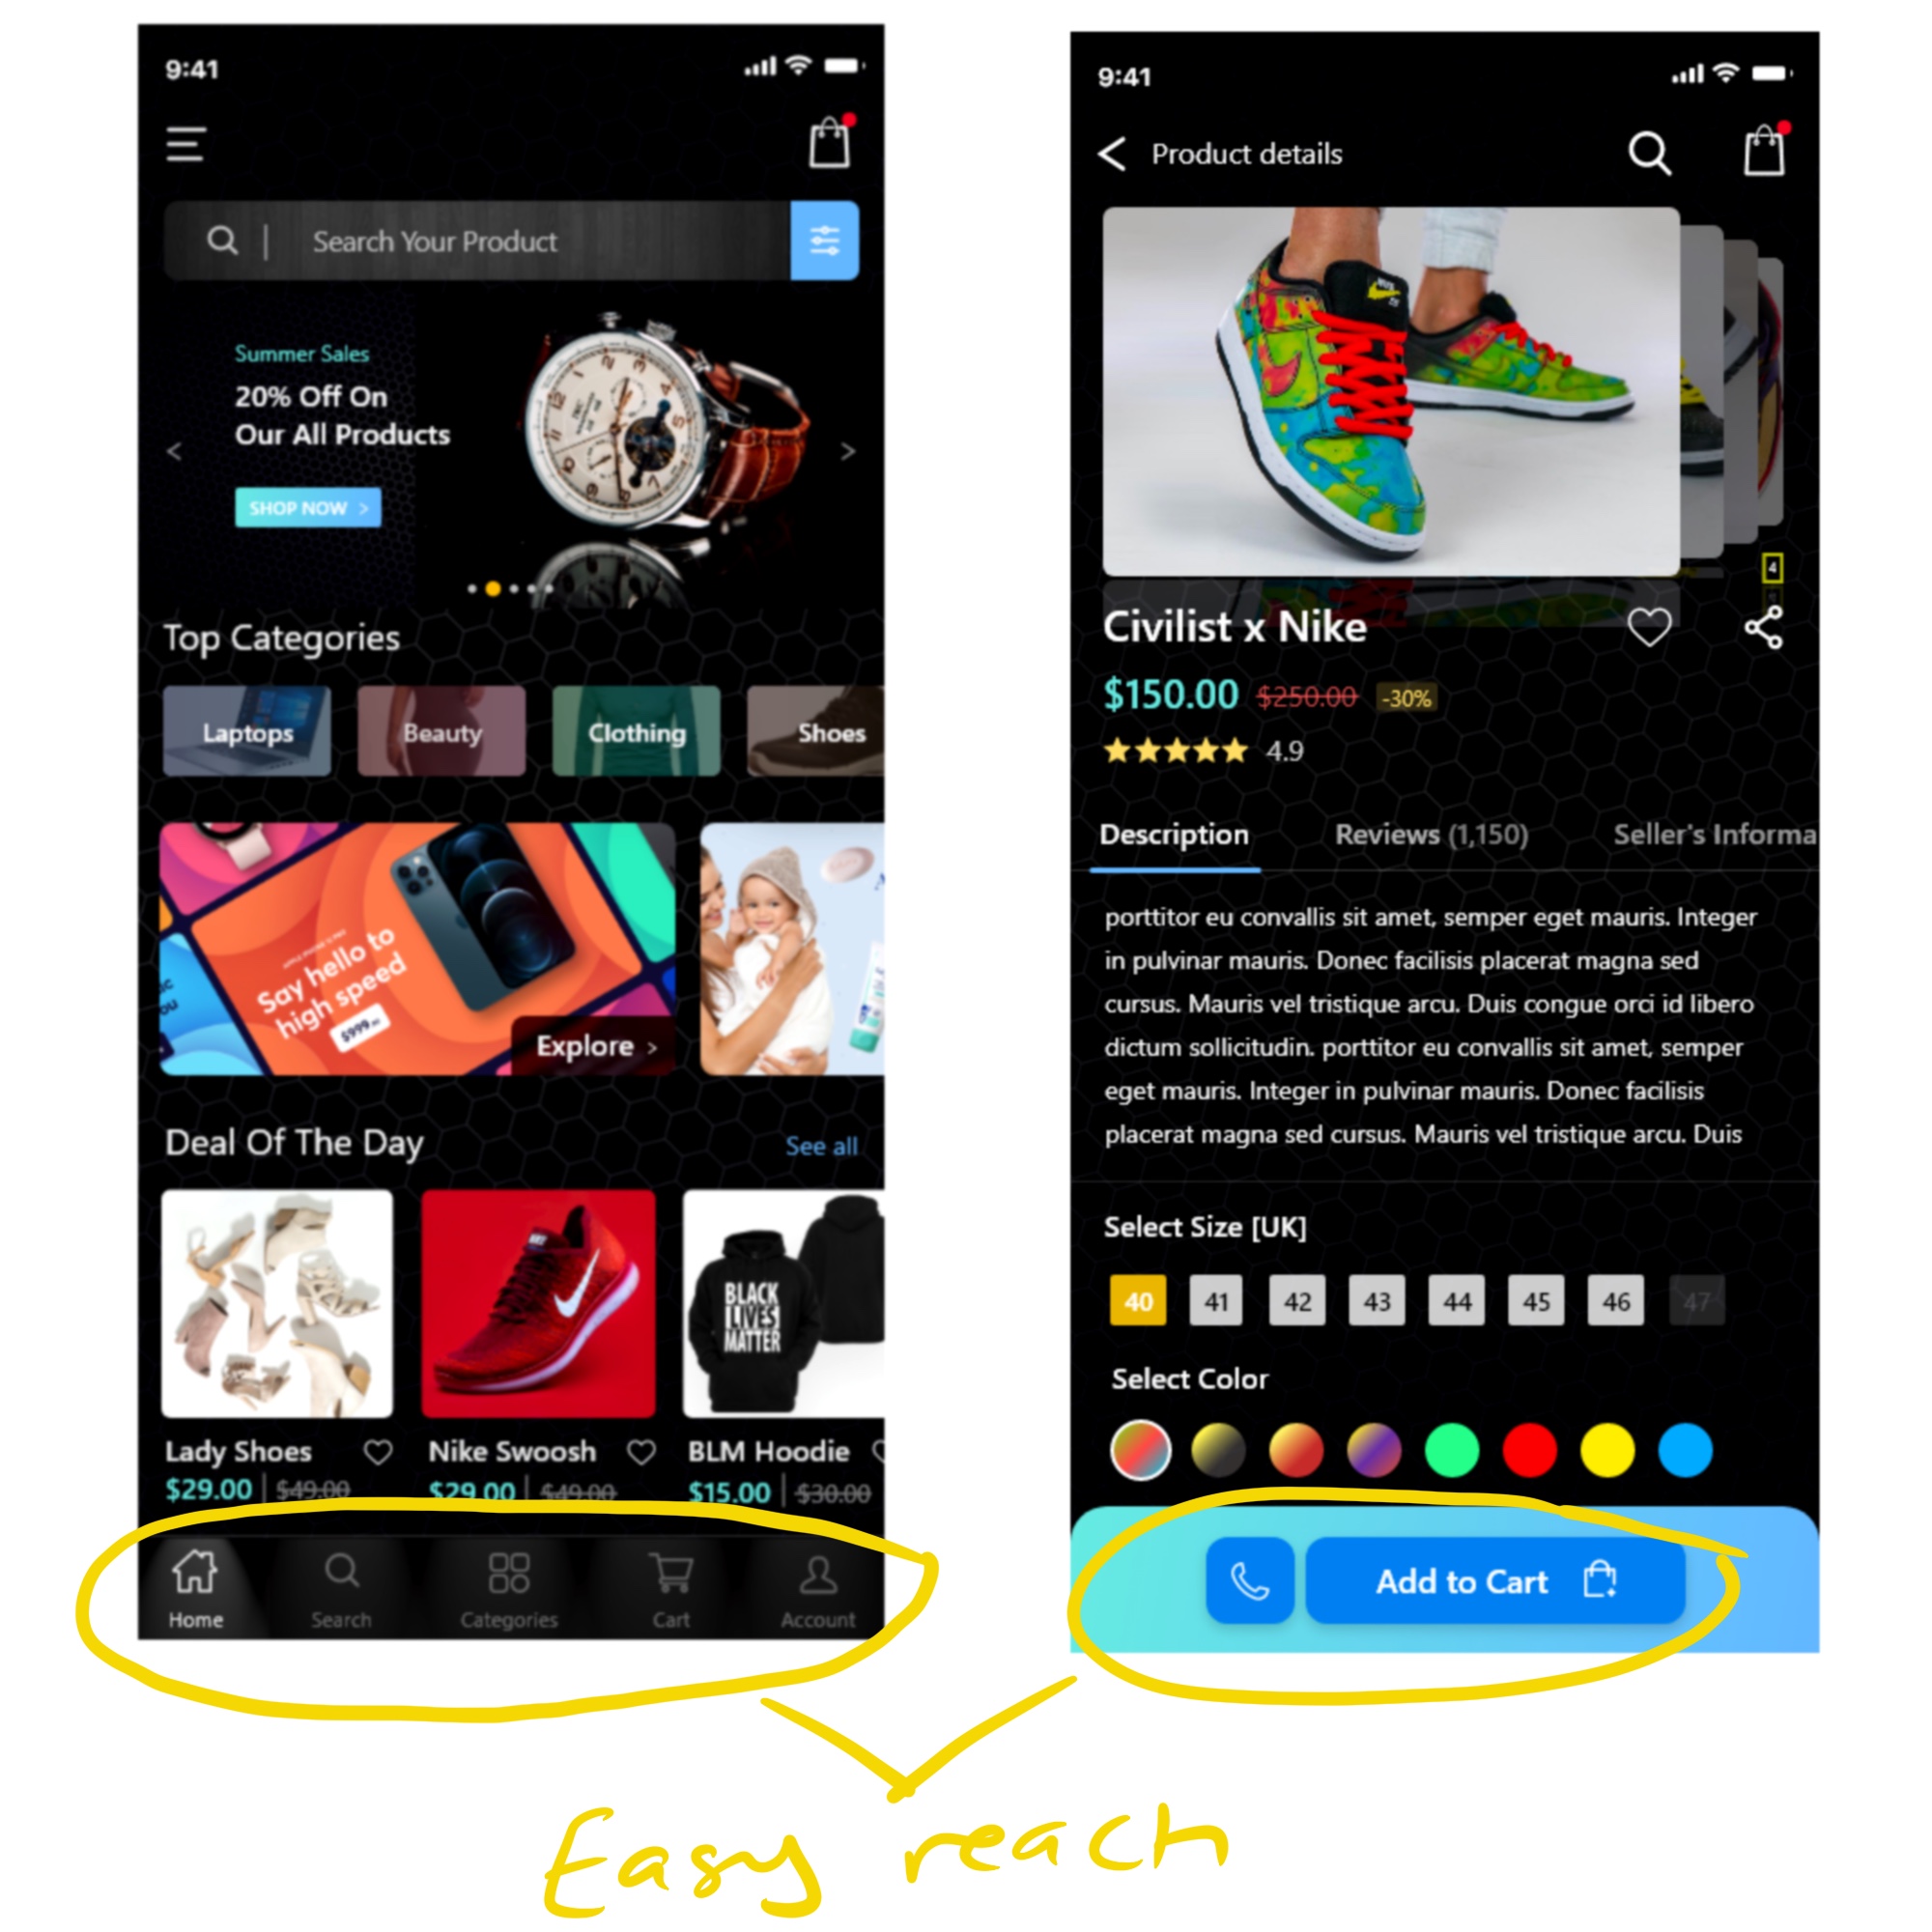 9:41
Search Your Product
Summer Sales
20% Off On
Our All Products
SHOP NOW >
Top Categories
Laptops
Beauty
Clothing
Shoes
Say hello to
high speed
$999
Explore >
Deal Of The Day
See all
BLACK
LIVES
MATTER
Lady Shoes
Nike Swoosh
BLM Hoodie
$29.00 | $49.00
$29.00 | $49.00
$15.00 | $30.00
Home
Search
Categories
Cart
Account
9:41
Product details
4
Civilist x Nike
$150.00 $250.00 -30%
4.9
Description
Reviews (1,150)
Seller's Informa
porttitor eu convallis sit amet, semper eget mauris. Integer
in pulvinar mauris. Donec facilisis placerat magna sed
cursus. Mauris vel tristique arcu. Duis congue orci id libero
dictum sollicitudin. porttitor eu convallis sit amet, semper
eget mauris. Integer in pulvinar mauris. Donec facilisis
placerat magna sed cursus. Mauris vel tristique arcu. Duis
Select Size [UK]
40 41 42 43 44 45 46 47
Select Color
Add to Cart
Easy reach